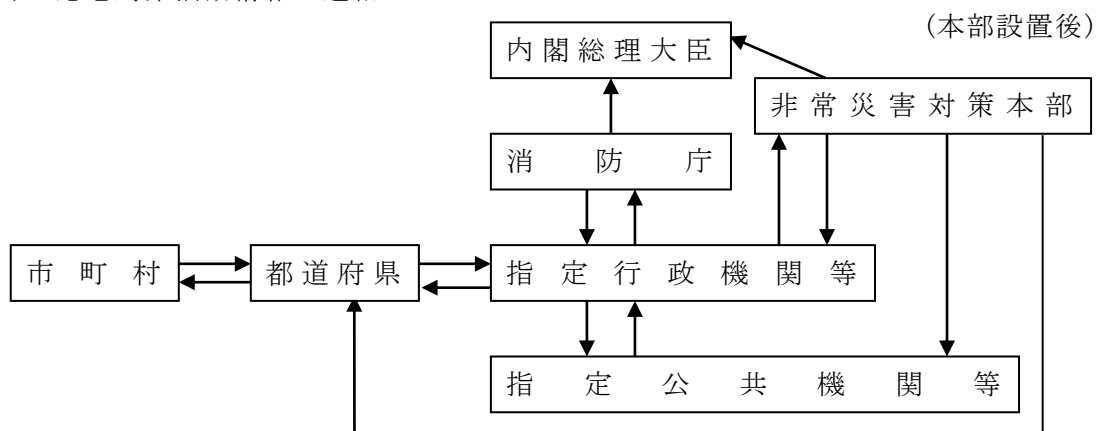 (本部設置後)
内閣総理大臣
非常災害対策本部
消防庁
市町村
都道府県
指定行政機関等
指定公共機関等